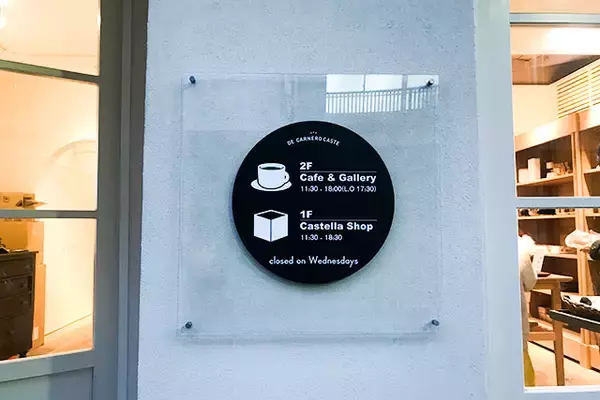 DE CARNERO CASTE
2F
Cafe & Gallery
11:30 - 18:00(L.O 17:30)
1F
Castella Shop
11:30 - 18:30
closed on Wednesdays